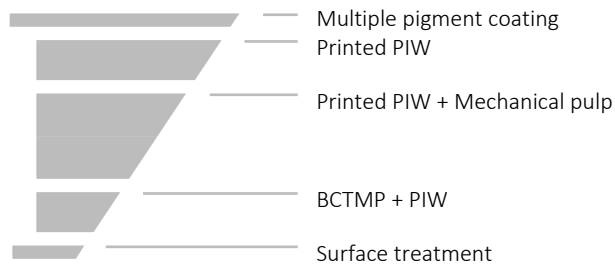 Multiple pigment coating
Printed PIW
Printed PIW + Mechanical pulp
BCTMP + PIW
Surface treatment